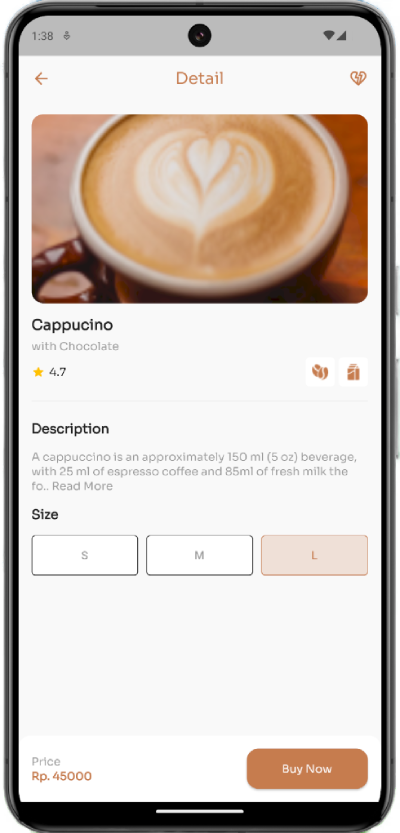 1:38
Detail
Cappucino
with Chocolate
4.7
Description
A cappuccino is an approximately 150 ml (5 oz) beverage,
with 25 ml of espresso coffee and 85ml of fresh milk the
fo.. Read More
Size
S M L
Price
Rp. 45000
Buy Now